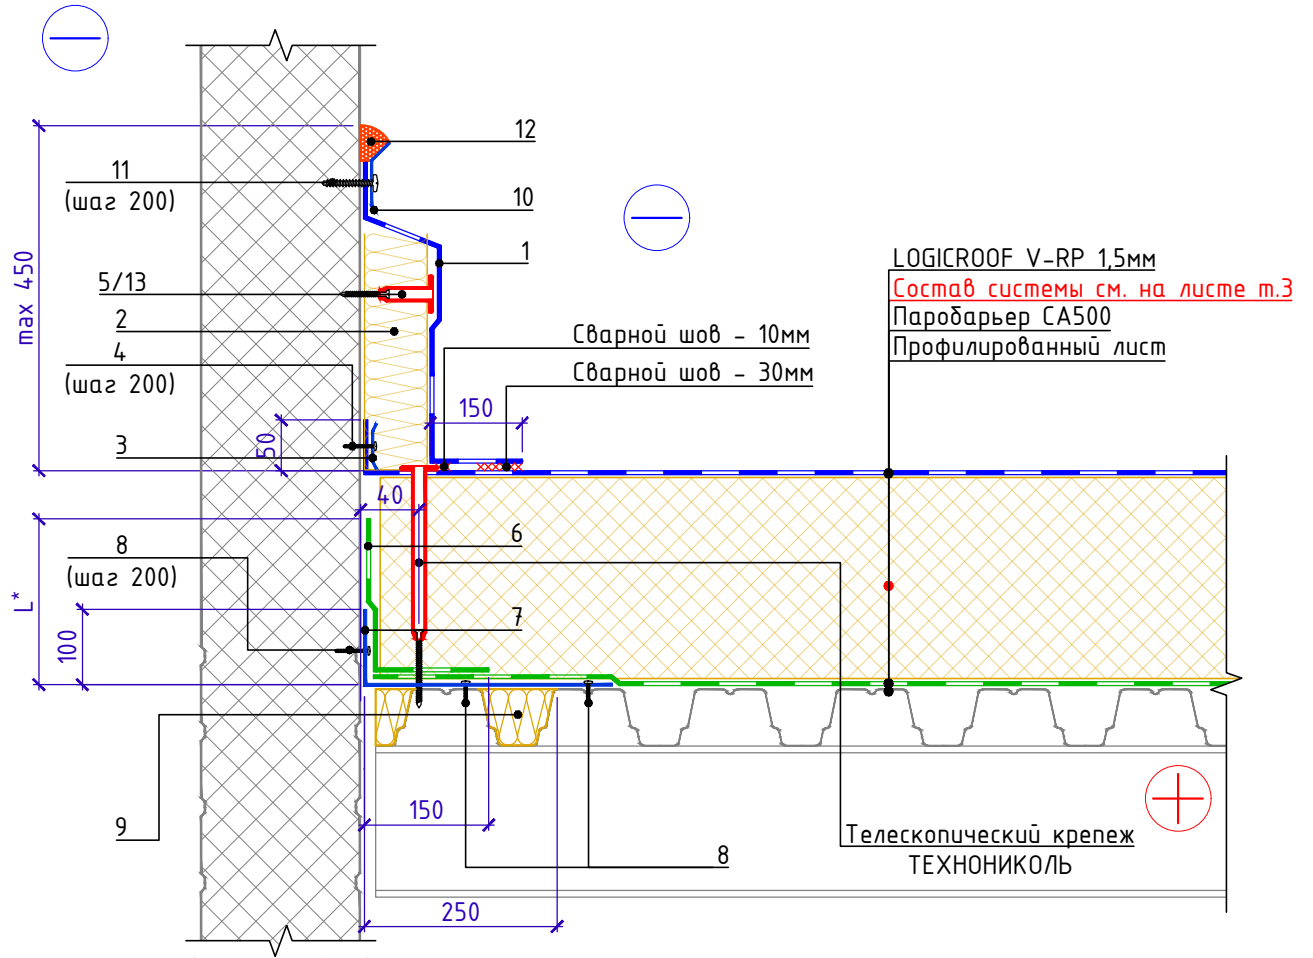 12
11
(шаг 200)
10
1
max 450
5/13
2
4
(шаг 200)
3
50
Сварной шов - 10мм
Сварной шов - 30мм
150
LOGICROOF V-RP 1,5мм
Состав системы см. на листе т.3
Паробарьер СА500
Профилированный лист
40
6
8
(шаг 200)
7
L*
100
9
150
8
250
Телескопический крепеж
ТЕХНОНИКОЛЬ